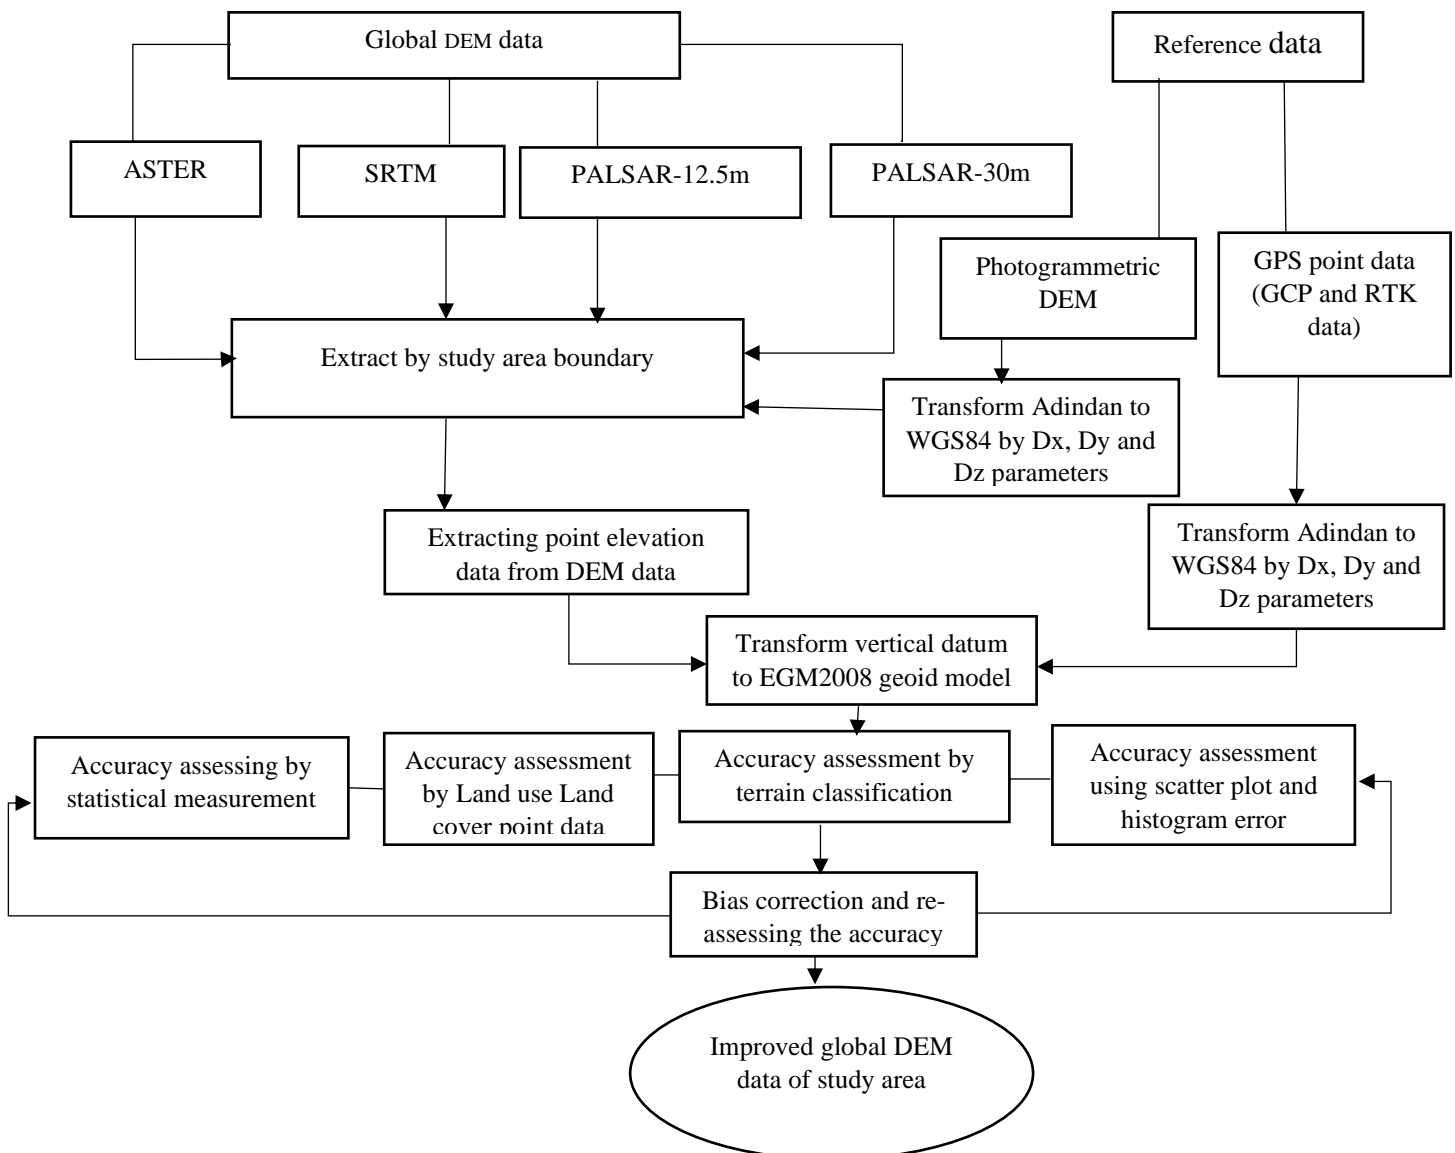 Global DEM data
Reference data
ASTER
SRTM
PALSAR-12.5m
PALSAR-30m
Photogrammetric
DEM
GPS point data
(GCP and RTK
data)
Extract by study area boundary
Transform Adindan to
WGS84 by Dx, Dy and
Dz parameters
Extracting point elevation
data from DEM data
Transform Adindan to
WGS84 by Dx, Dy and
Dz parameters
Transform vertical datum
to EGM2008 geoid model
Accuracy assessing by
statistical measurement
Accuracy assessment
by Land use Land
cover point data
Accuracy assessment by
terrain classification
Accuracy assessment
using scatter plot and
histogram error
Bias correction and re-
assessing the accuracy
Improved global DEM
data of study area